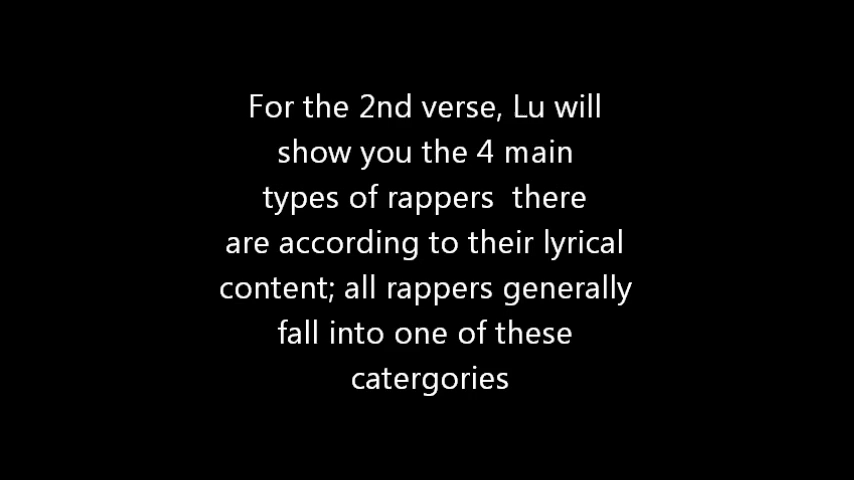 For the 2nd verse, Lu will
show you the 4 main
types of rappers  there
are according to their lyrical
content; all rappers generally
fall into one of these
catergories